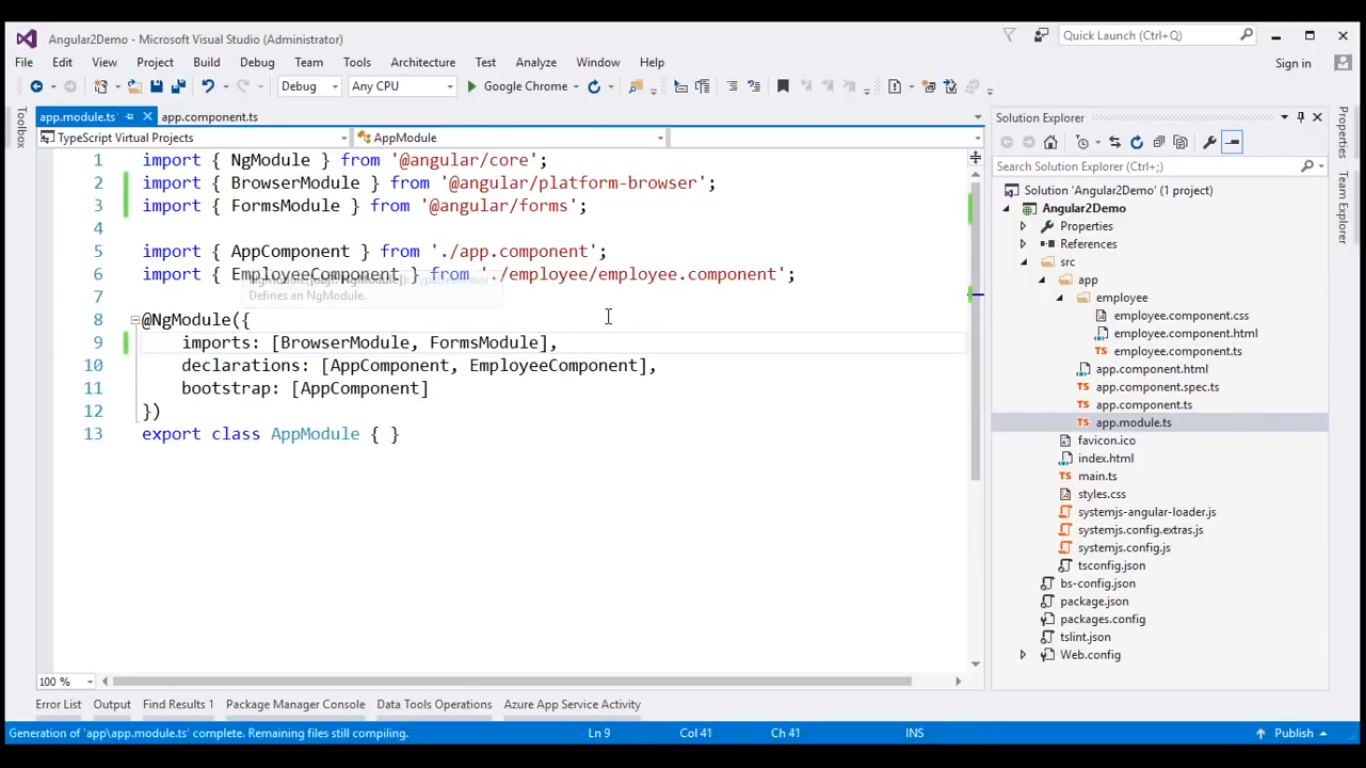 Angular2Demo - Microsoft Visual Studio (Administrator)
Quick Launch (Ctrl+Q)
File Edit View Project Build Debug Team Tools Architecture Test Analyze Window Help
Sign in
Debug Any CPU Google Chrome
Toolbox
app.module.ts* app.component.ts
TypeScript Virtual Projects AppModule
1 import { NgModule } from '@angular/core';
2 import { BrowserModule } from '@angular/platform-browser';
3 import { FormsModule } from '@angular/forms';
4
5 import { AppComponent } from './app.component';
6 import { EmployeeComponent } from './employee/employee.component';
Defines an NgModule.
7
8 @NgModule({
9 imports: [BrowserModule, FormsModule],
10 declarations: [AppComponent, EmployeeComponent],
11 bootstrap: [AppComponent]
12 })
13 export class AppModule { }
100 %
Solution Explorer
Search Solution Explorer (Ctrl+;)
Solution 'Angular2Demo' (1 project)
Angular2Demo
Properties
References
src
app
employee
employee.component.css
employee.component.html
TS employee.component.ts
app.component.html
TS app.component.spec.ts
TS app.component.ts
TS app.module.ts
favicon.ico
index.html
TS main.ts
styles.css
systemjs-angular-loader.js
systemjs.config.extras.js
systemjs.config.js
tsconfig.json
bs-config.json
package.json
packages.config
tslint.json
Web.config
Properties
Team Explorer
Error List Output Find Results 1 Package Manager Console Data Tools Operations Azure App Service Activity
Generation of 'app\app.module.ts' complete. Remaining files still compiling. Ln 9 Col 41 Ch 41 INS Publish